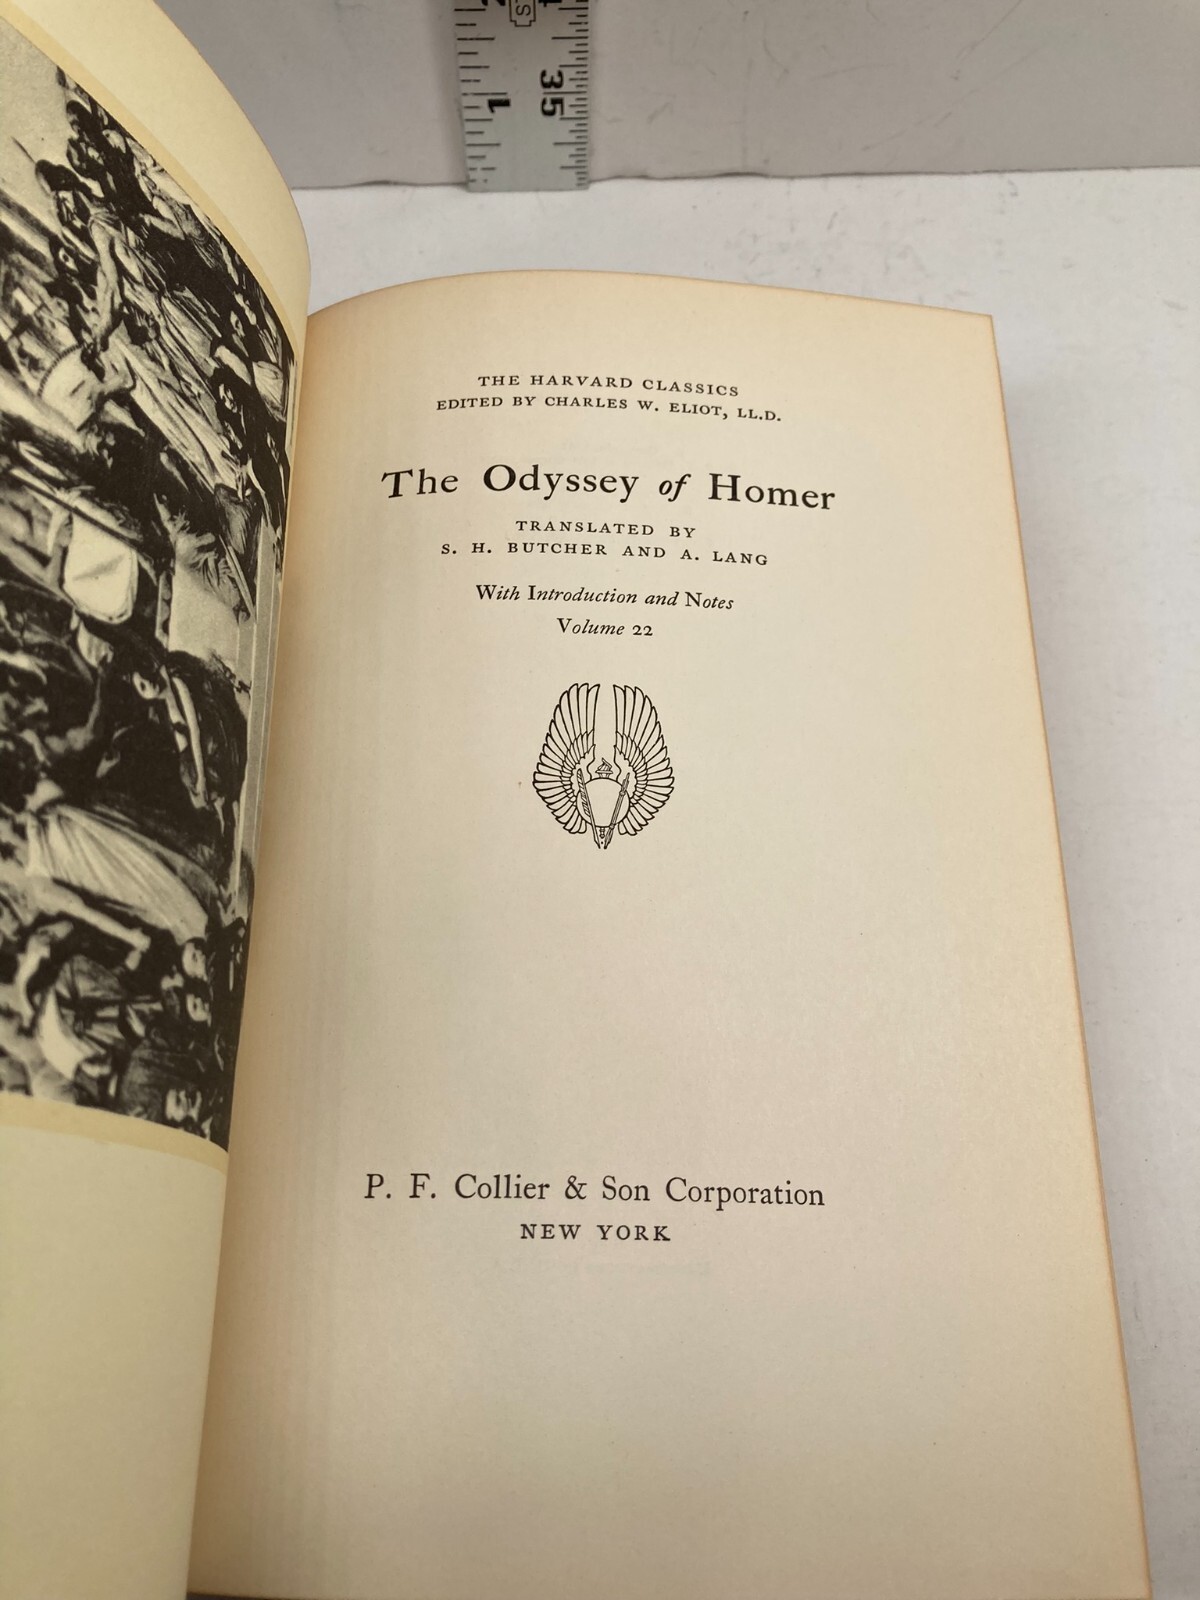 1
35
THE HARVARD CLASSICS
EDITED BY CHARLES W. ELIOT, LL.D.
The Odyssey of Homer
TRANSLATED BY
S. H. BUTCHER AND A. LANG
With Introduction and Notes
Volume 22
P. F. Collier & Son Corporation
NEW YORK